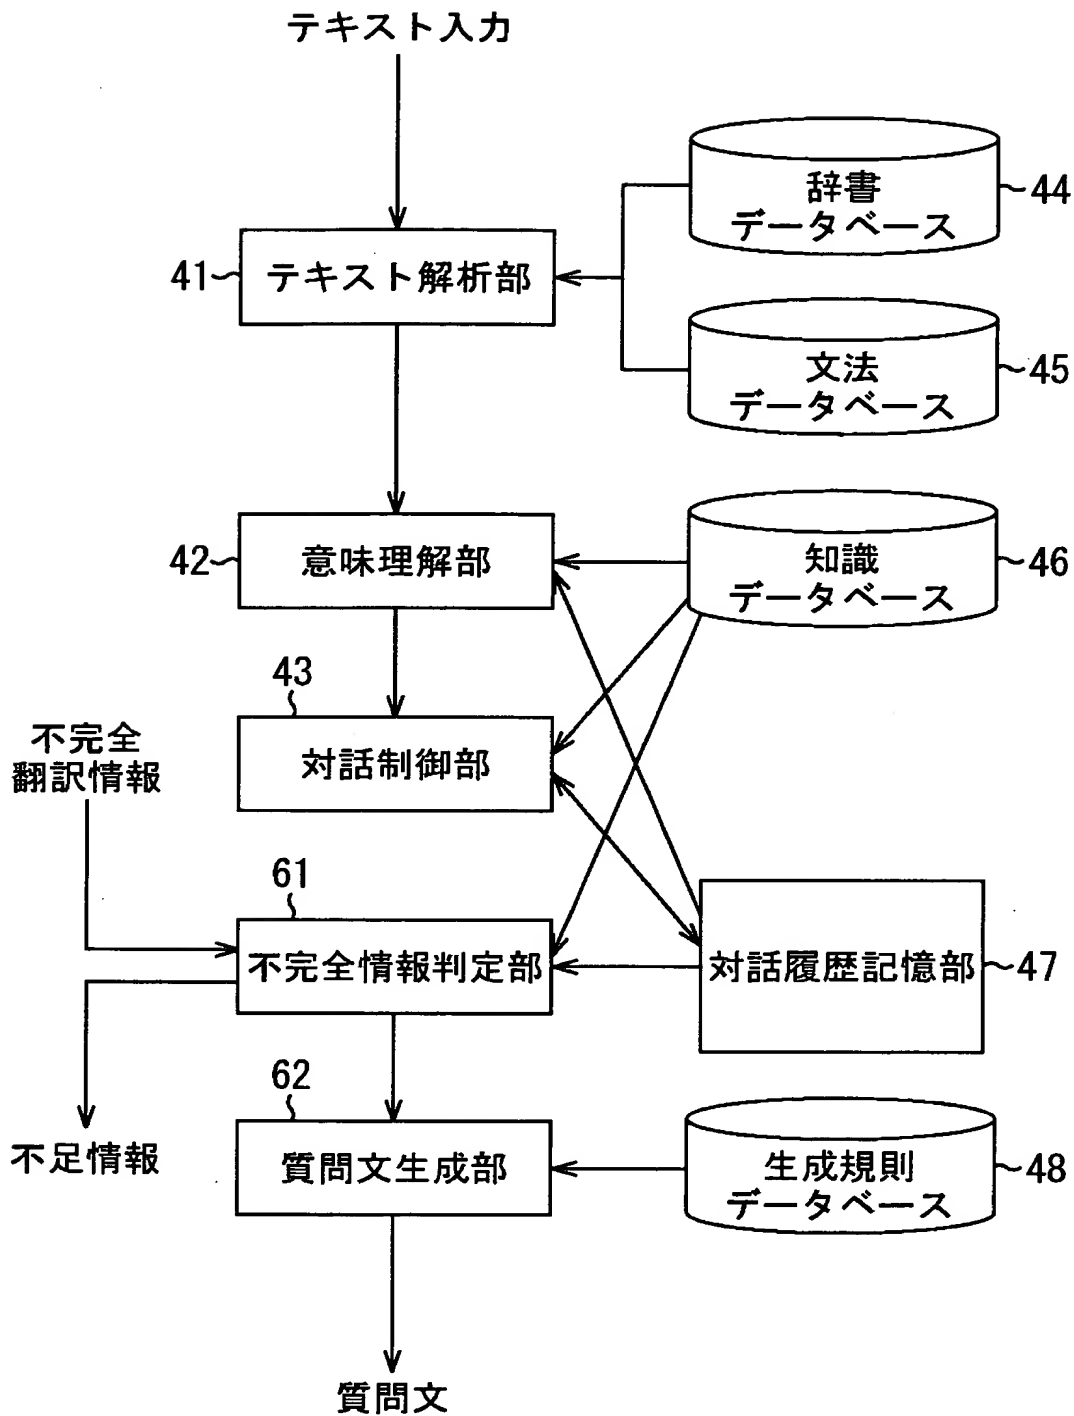 テキスト入力
辞書
データベース
44
41
テキスト解析部
文法
データベース
45
42
意味理解部
知識
データベース
46
43
対話制御部
不完全
翻訳情報
61
不完全情報判定部
対話履歴記憶部
47
62
不足情報
質問文生成部
生成規則
データベース
48
質問文